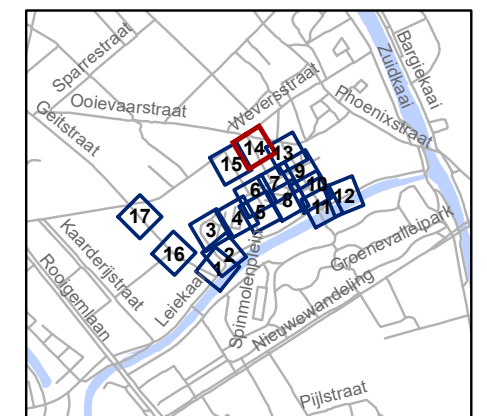 Sparrestraat
Bargiekaai
Zuidkaai
Weversstraat
Ooievaarstraat
Phoenixstraat
Geitstraat
14
13
15
9
7
10
6
12
8
11
5
4
17
3
16
2
1
Groenevalleipark
Kaarderijstraat
Spinmolenplein
Leiekaai
Rooigemlaan
Nieuwewandeling
Pijlstraat